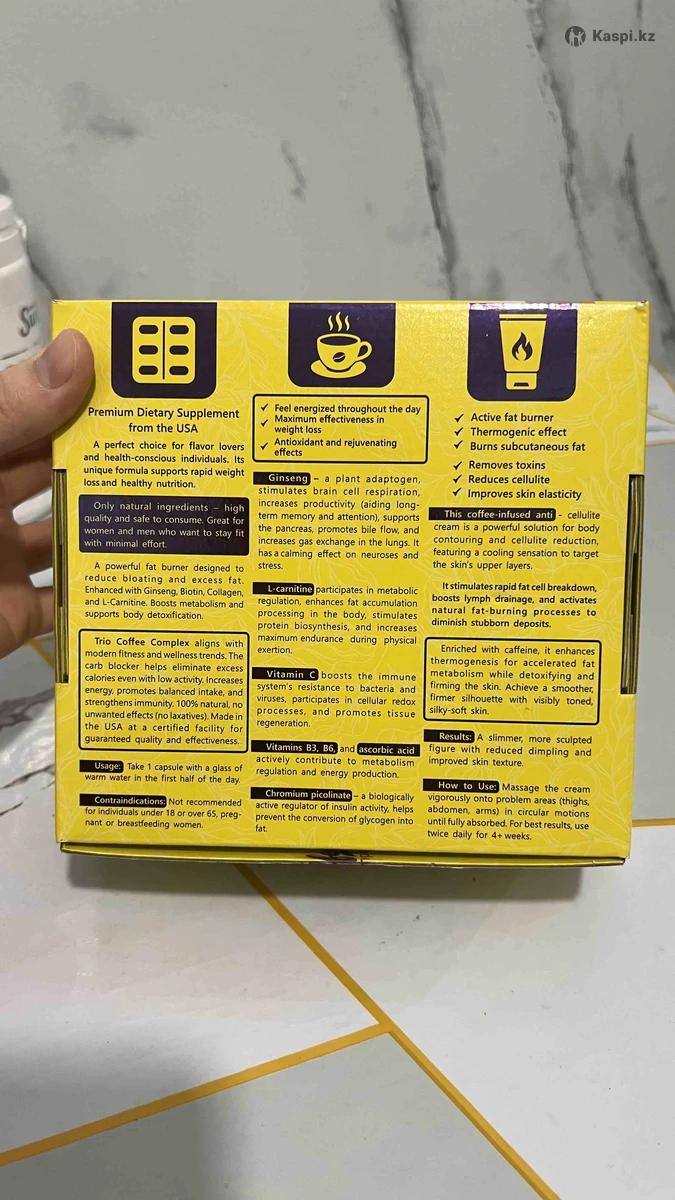 Kaspi.kz
Su
Premium Dietary Supplement
from the USA
A perfect choice for flavor lovers
and health-conscious individuals. Its
unique formula supports rapid weight
loss and healthy nutrition.
Only natural ingredients – high
quality and safe to consume. Great for
women and men who want to stay fit
with minimal effort.
A powerful fat burner designed to
reduce bloating and excess fat.
Enhanced with Ginseng, Biotin, Collagen,
and L-Carnitine. Boosts metabolism and
supports body detoxification.
Trio Coffee Complex aligns with
modern fitness and wellness trends. The
carb blocker helps eliminate excess
calories even with low activity. Increases
energy, promotes balanced intake, and
strengthens immunity. 100% natural, no
unwanted effects (no laxatives). Made in
the USA at a certified facility for
guaranteed quality and effectiveness.
Usage: Take 1 capsule with a glass of
warm water in the first half of the day.
Contraindications: Not recommended
for individuals under 18 or over 65, preg-
nant or breastfeeding women.
✓ Feel energized throughout the day
✓ Maximum effectiveness in
weight loss
✓ Antioxidant and rejuvenating
effects
Ginseng – a plant adaptogen,
stimulates brain cell respiration,
increases productivity (aiding long-
term memory and attention), supports
the pancreas, promotes bile flow, and
increases gas exchange in the lungs. It
has a calming effect on neuroses and
stress.
L-carnitine participates in metabolic
regulation, enhances fat accumulation
processing in the body, stimulates
protein biosynthesis, and increases
maximum endurance during physical
exertion.
Vitamin C boosts the immune
system's resistance to bacteria and
viruses, participates in cellular redox
processes, and promotes tissue
regeneration.
Vitamins B3, B6, and ascorbic acid
actively contribute to metabolism
regulation and energy production.
Chromium picolinate – a biologically
active regulator of insulin activity, helps
prevent the conversion of glycogen into
fat.
✓ Active fat burner
✓ Thermogenic effect
✓ Burns subcutaneous fat
✓ Removes toxins
✓ Reduces cellulite
✓ Improves skin elasticity
This coffee-infused anti - cellulite
cream is a powerful solution for body
contouring and cellulite reduction,
featuring a cooling sensation to target
the skin's upper layers.
It stimulates rapid fat cell breakdown,
boosts lymph drainage, and activates
natural fat-burning processes to
diminish stubborn deposits.
Enriched with caffeine, it enhances
thermogenesis for accelerated fat
metabolism while detoxifying and
firming the skin. Achieve a smoother,
firmer silhouette with visibly toned,
silky-soft skin.
Results: A slimmer, more sculpted
figure with reduced dimpling and
improved skin texture.
How to Use: Massage the cream
vigorously onto problem areas (thighs,
abdomen, arms) in circular motions
until fully absorbed. For best results, use
twice daily for 4+ weeks.